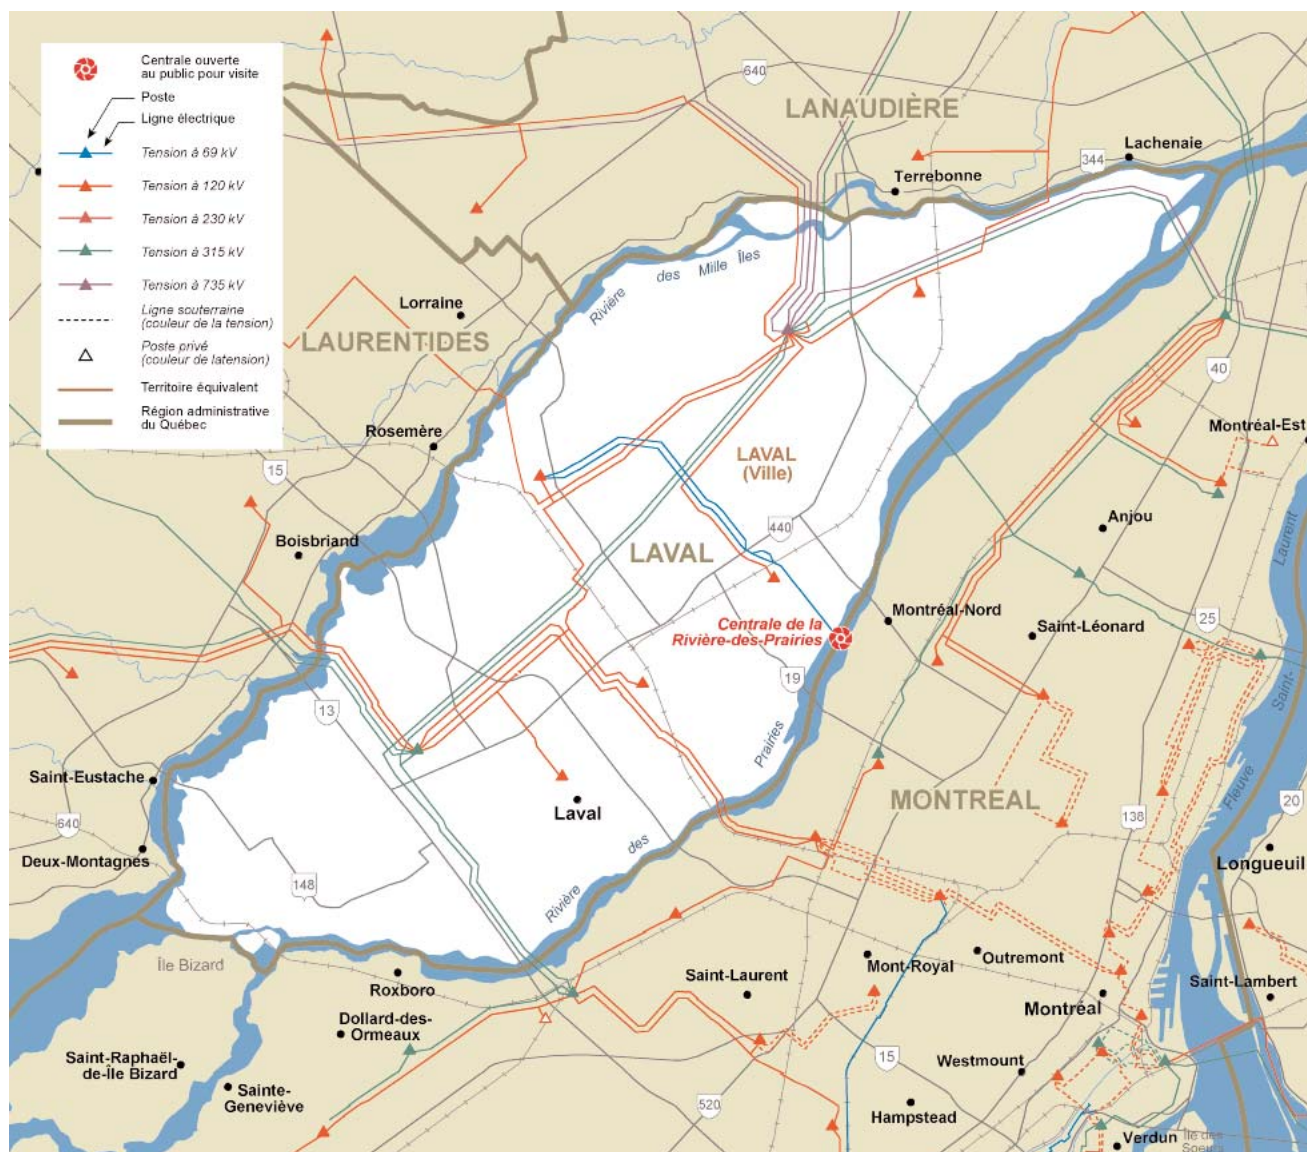 Centrale ouverte
au public pour visite
Poste
Ligne électrique
Tension à 69 kV
Tension à 120 kV
Tension à 230 kV
Tension à 315 kV
Tension à 735 kV
Ligne souterraine
(couleur de la tension)
Poste privé
(couleur de latension)
Territoire équivalent
Région administrative
du Québec
640
LANAUDIÈRE
344
Lachenaie
Terrebonne
Rivière
des
Mille
Îles
Lorraine
LAURENTIDES
Rosemère
15
40
Montréal-Est
LAVAL
(Ville)
Boisbriand
440
LAVAL
Anjou
Centrale de la
Rivière-des-Prairies
Montréal-Nord
Saint-Léonard
25
19
13
Saint-Eustache
640
Deux-Montagnes
Laval
Rivière
des
Prairies
MONTRÉAL
138
20
Longueuil
Fleuve
Saint-
Laurent
148
Île Bizard
Roxboro
Dollard-des-
Ormeaux
Saint-Raphaël-
de-Île Bizard
Sainte-
Geneviève
Saint-Laurent
Mont-Royal
Outremont
Montréal
Saint-Lambert
15
Westmount
520
Hampstead
Verdun
Île des
Soeurs